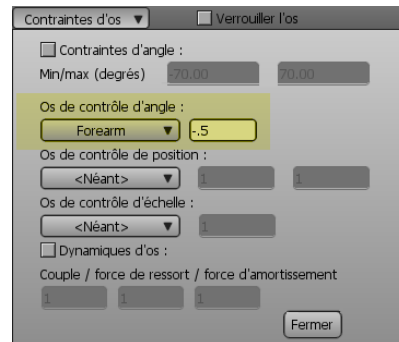 Contraintes d'os ▼ Verrouiller l'os
Contraintes d'angle :
Min/max (degrés) -70.00 70.00
Os de contrôle d'angle :
Forearm ▼ -.5
Os de contrôle de position :
<Néant> ▼ 1 1
Os de contrôle d'échelle :
<Néant> ▼ 1
Dynamiques d'os :
Couple / force de ressort / force d'amortissement
1 1 1
Fermer